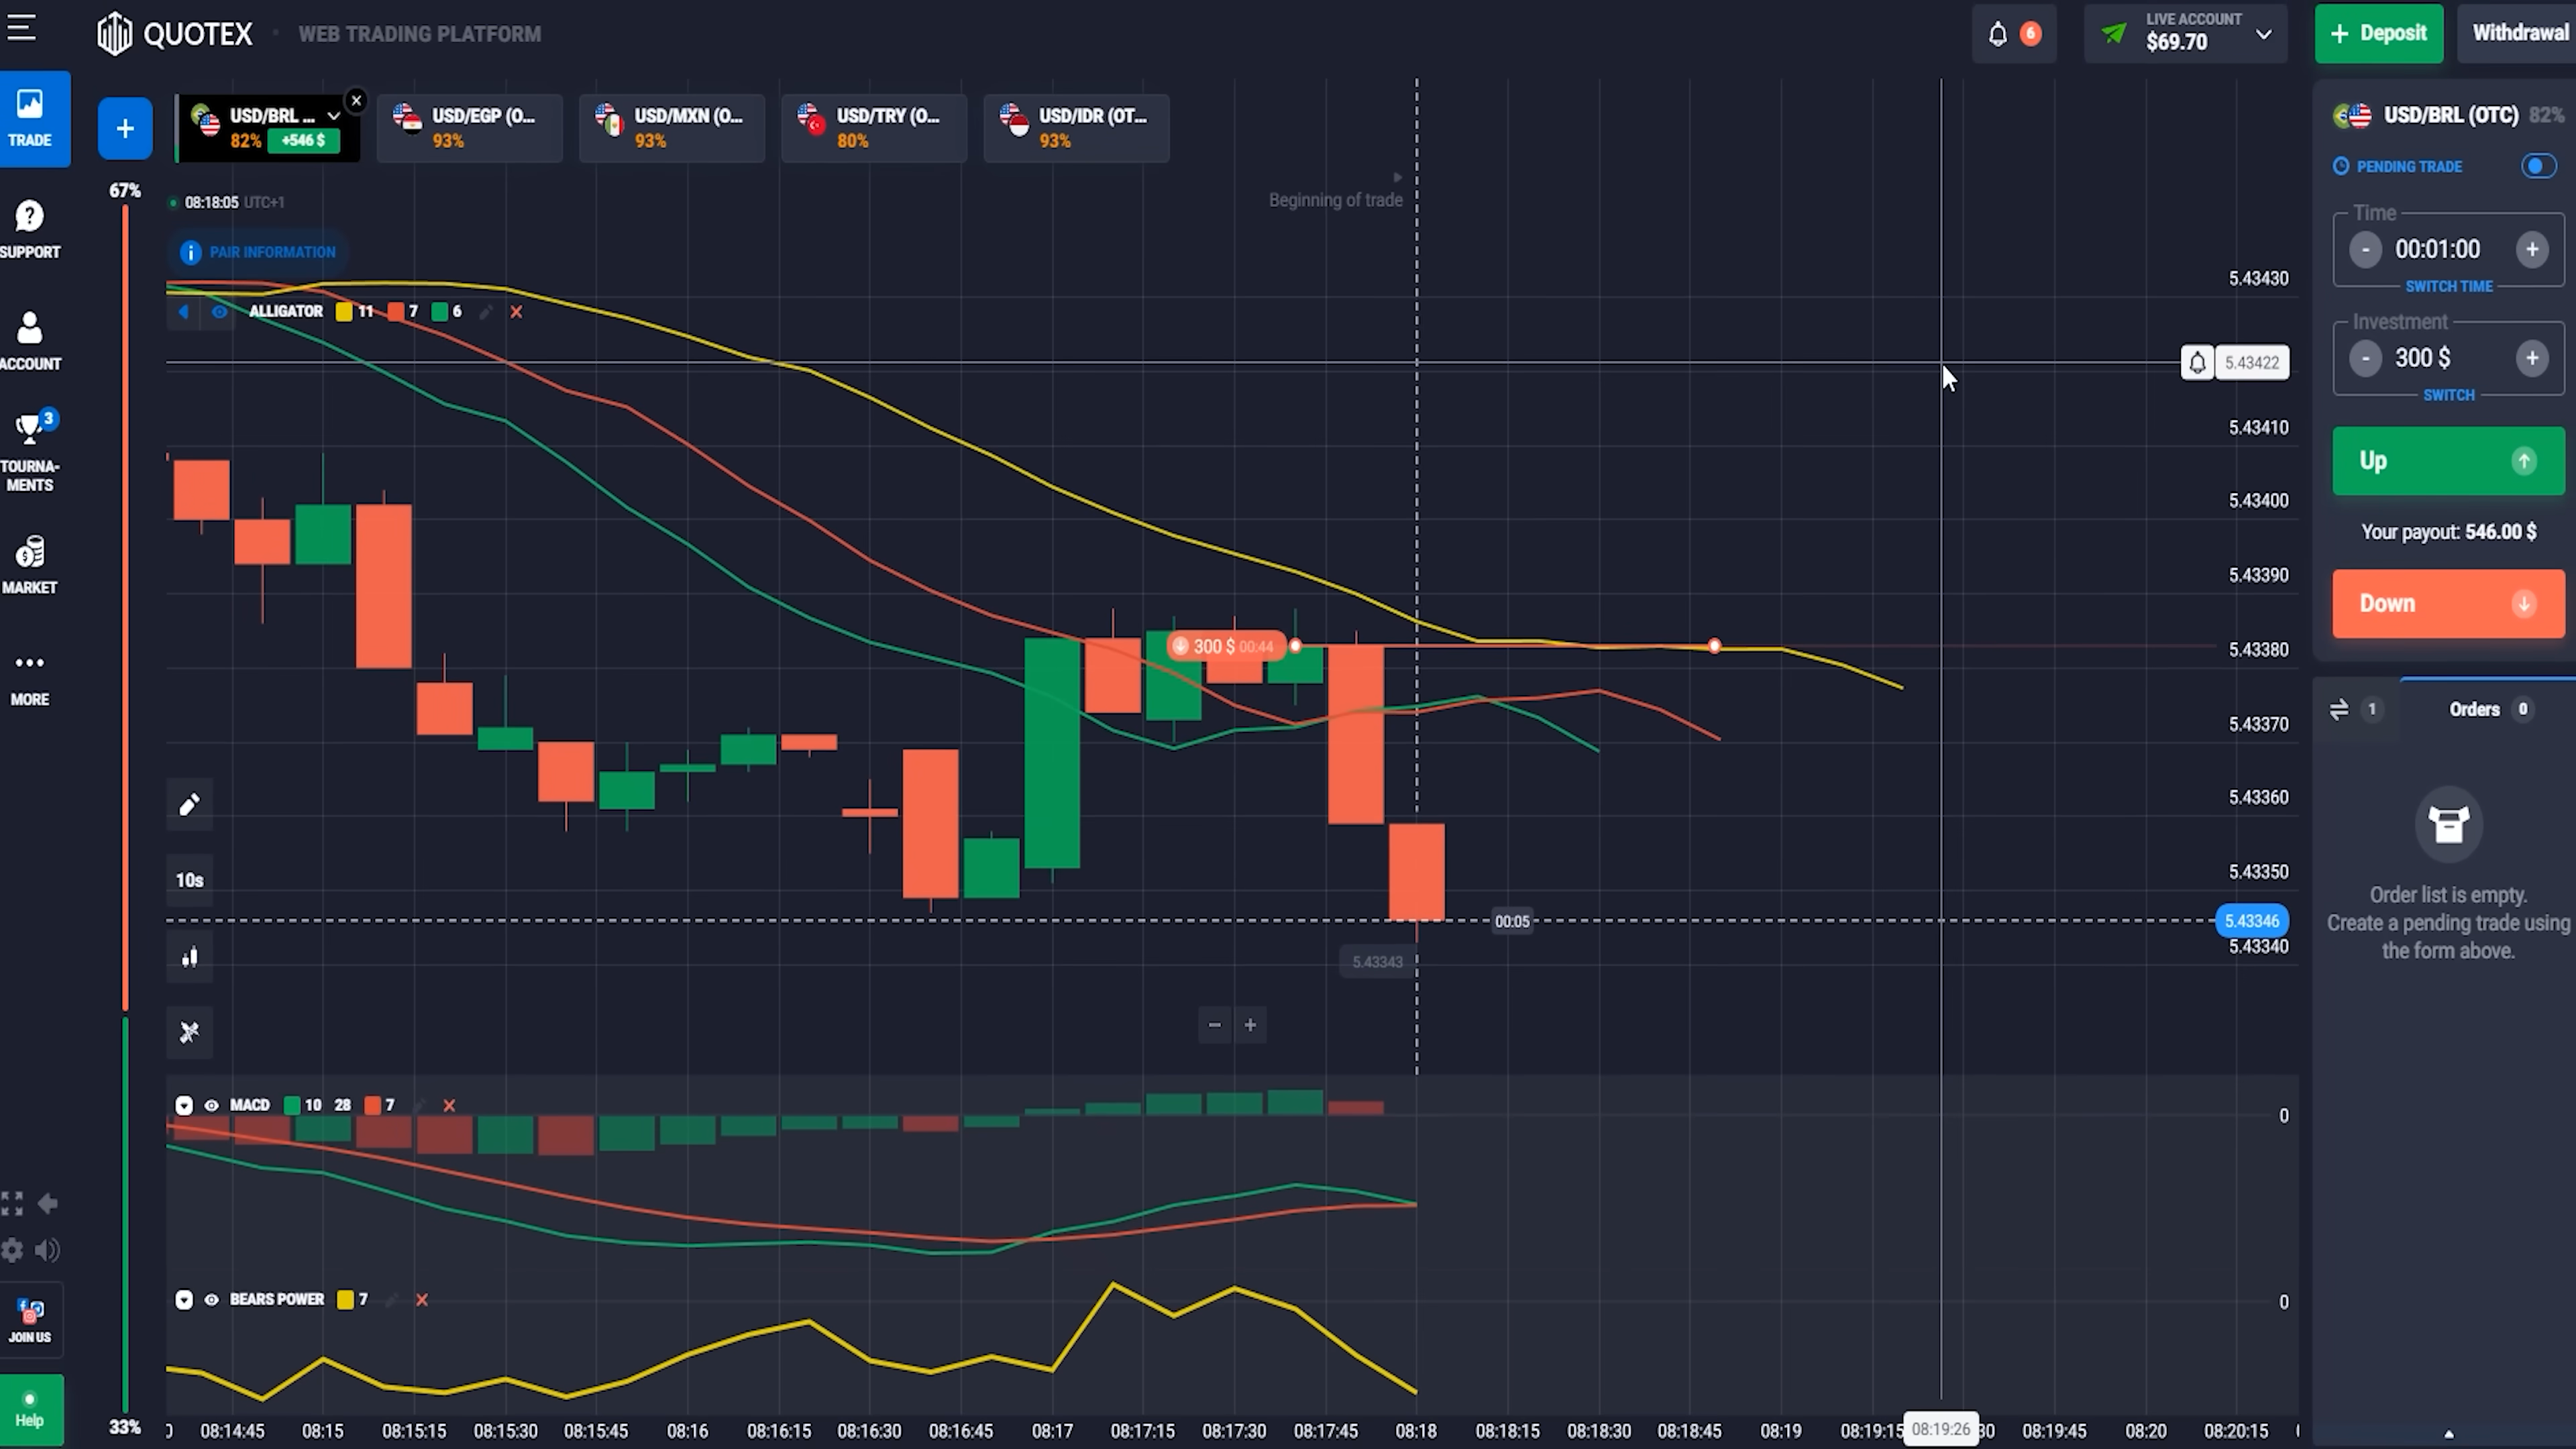 QUOTEX
WEB TRADING PLATFORM
6
LIVE ACCOUNT
$69.70
+ Deposit
Withdrawal
TRADE
SUPPORT
ACCOUNT
3
TOURNA-
MENTS
MARKET
MORE
JOIN US
Help
+
USD/BRL ...
82% +546 $
USD/EGP (O...
93%
USD/MXN (O...
93%
USD/TRY (O...
80%
USD/IDR (OT...
93%
67%
33%
08:18:05 UTC+1
PAIR INFORMATION
Beginning of trade
ALLIGATOR 11 7 6
300 $ 00:44
10s
00:05
5.43343
5.43430
5.43422
5.43410
5.43400
5.43390
5.43380
5.43370
5.43360
5.43350
5.43346
5.43340
MACD 10 28 7
0
BEARS POWER 7
0
0 08:14:45 08:15 08:15:15 08:15:30 08:15:45 08:16 08:16:15 08:16:30 08:16:45 08:17 08:17:15 08:17:30 08:17:45 08:18 08:18:15 08:18:30 08:18:45 08:19 08:19:15 08:19:26 30 08:19:45 08:20 08:20:15
USD/BRL (OTC) 82%
PENDING TRADE
Time
- 00:01:00 +
SWITCH TIME
Investment
- 300 $ +
SWITCH
Up
Your payout: 546.00 $
Down
1
Orders 0
Order list is empty.
Create a pending trade using
the form above.